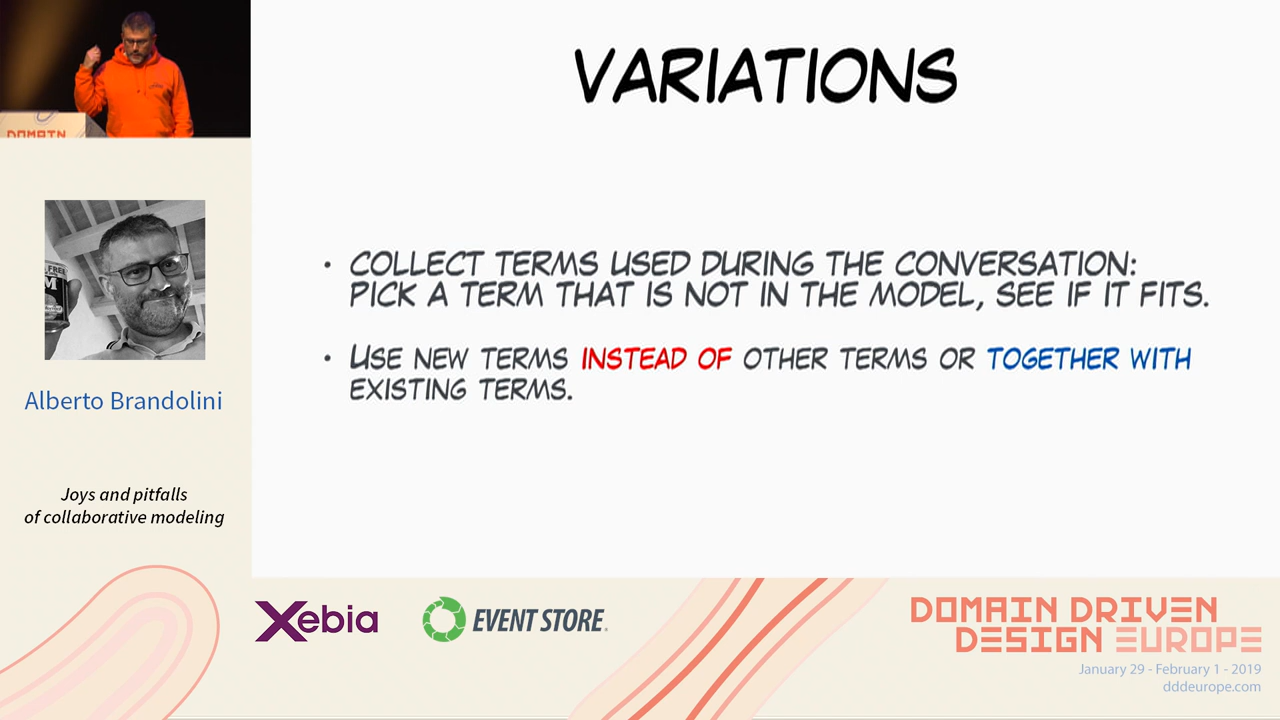 VARIATIONS
• COLLECT TERMS USED DURING THE CONVERSATION:
PICK A TERM THAT IS NOT IN THE MODEL, SEE IF IT FITS.
• USE NEW TERMS INSTEAD OF OTHER TERMS OR TOGETHER WITH
EXISTING TERMS.
DOMAIN
FREE
M
Alberto Brandolini
Joys and pitfalls
of collaborative modeling
Xebia
EVENT STORE
DOMAIN DRIVEN
DESIGN EUROPE
January 29 - February 1 - 2019
dddeurope.com